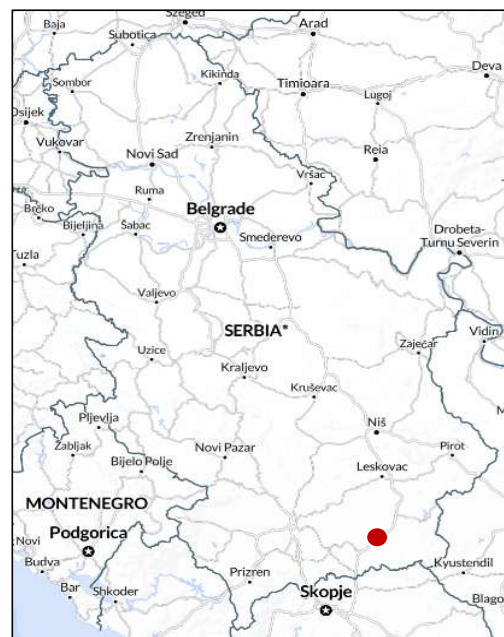 Szeged
Baja
Arad
Subotica
Deva
Sombor
Kikinda
Timioara
Lugoj
Osijek
Zrenjanin
Vukovar
Novi Sad
Reia
Vršac
Ruma
Brčko
Belgrade
Bijeljina
Šabac
Smederevo
Drobeta-
Turnu Severin
Tuzla
Valjevo
SERBIA*
Vidin
Zaječar
Uzice
Kraljevo
Kruševac
Pljevlja
Niš
Žabljak
Novi Pazar
Pirot
Bijelo Polje
Leskovac
MONTENEGRO
Podgorica
Novi
Budva
Kyustendil
Bar
Shkoder
Prizren
Skopje
Blago